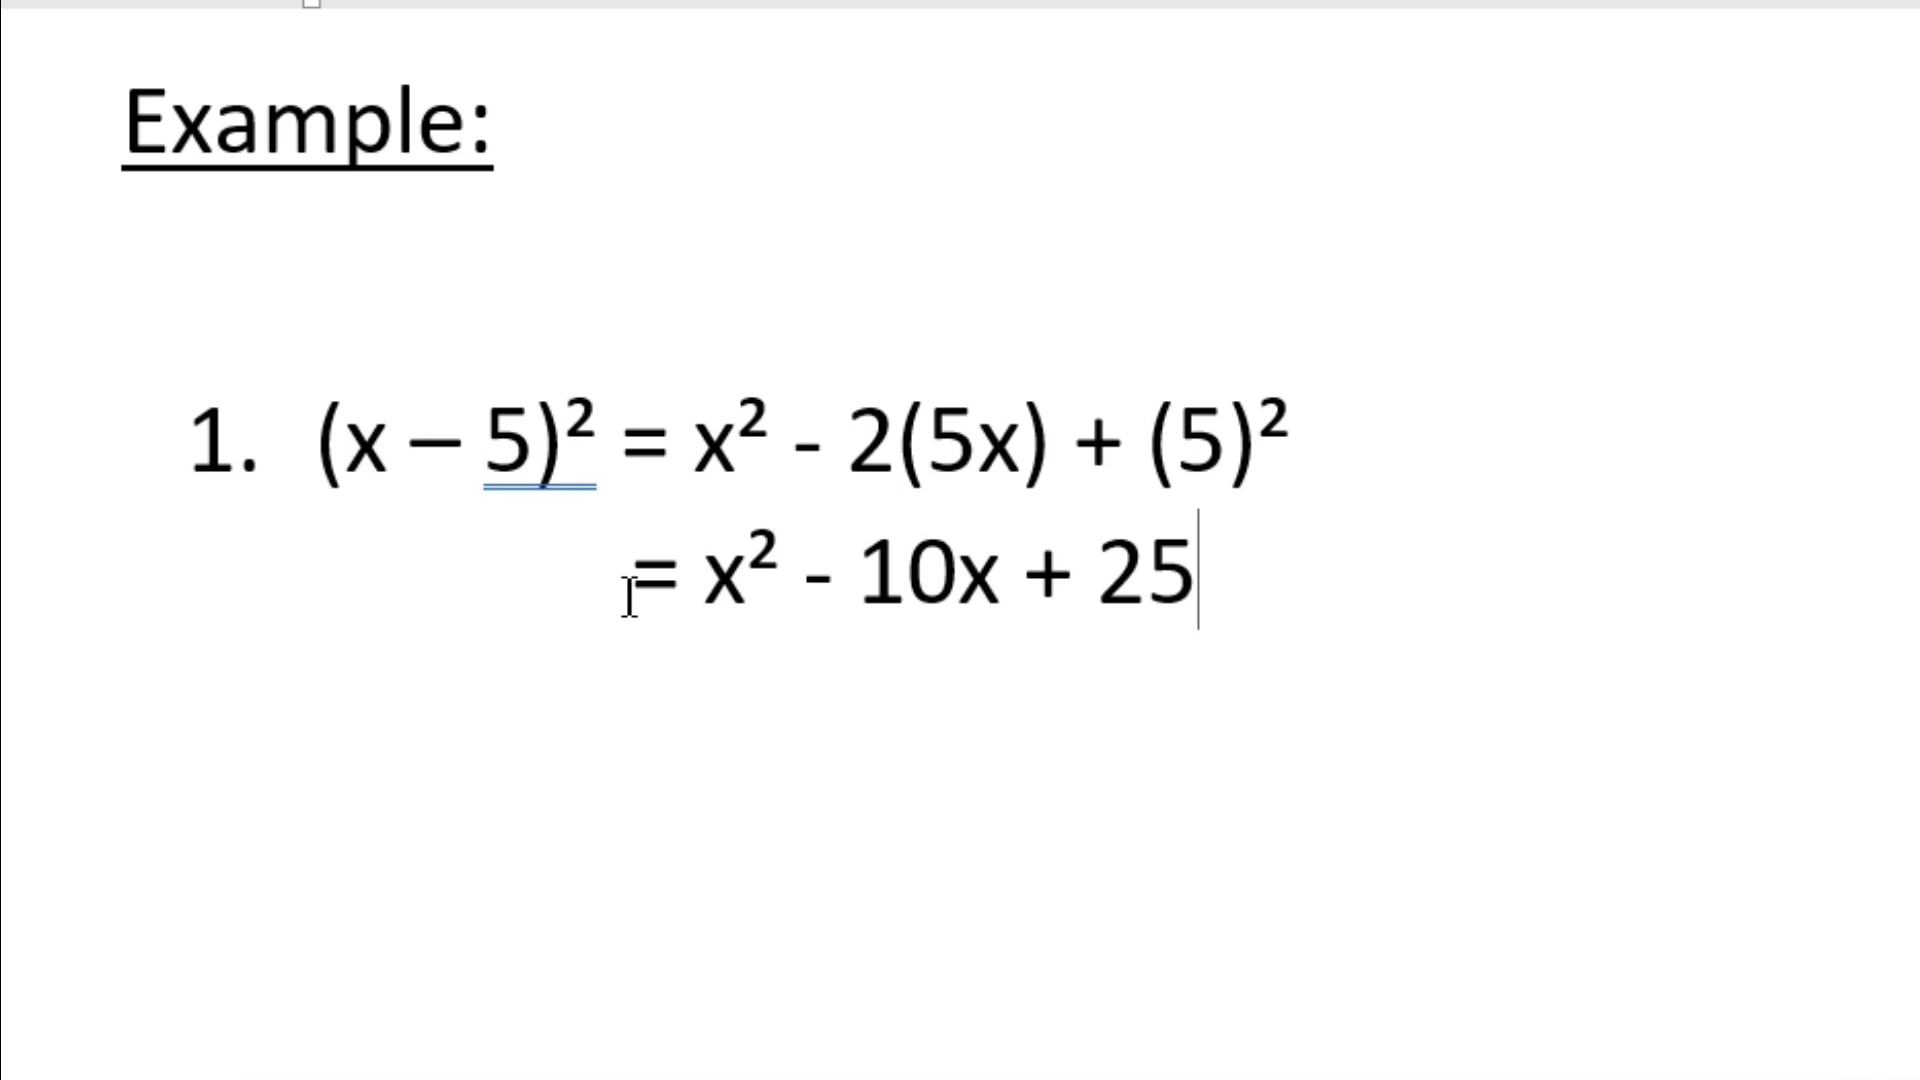 Example:
1. (x – 5)² = x² - 2(5x) + (5)²
= x² - 10x + 25